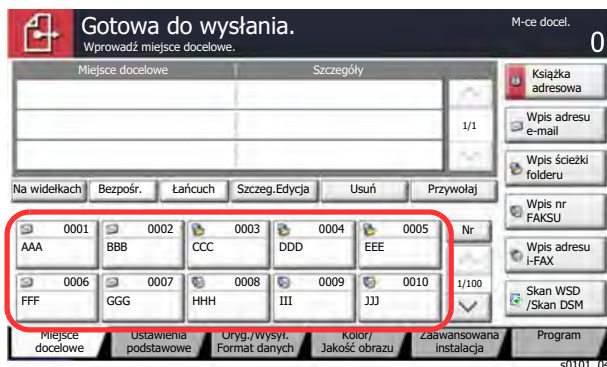 Gotowa do wysłania.
M-ce docel.
Wprowadź miejsce docelowe.
0
Miejsce docelowe Szczegóły
1/1
Książka
adresowa
Wpis adresu
e-mail
Wpis ścieżki
folderu
Na widełkach Bezpośr. Łańcuch Szczeg.Edycja Usuń Przywołaj
Wpis nr
FAKSU
0001 0002 0003 0004 0005 Nr
AAA BBB CCC DDD EEE
Wpis adresu
i-FAX
0006 0007 0008 0009 0010 1/100
FFF GGG HHH III JJJ
Skan WSD
/Skan DSM
Miejsce
docelowe
Ustawienia
podstawowe
Oryg./Wysył.
Format danych
Kolor/
Jakość obrazu
Zaawansowana
instalacja
Program